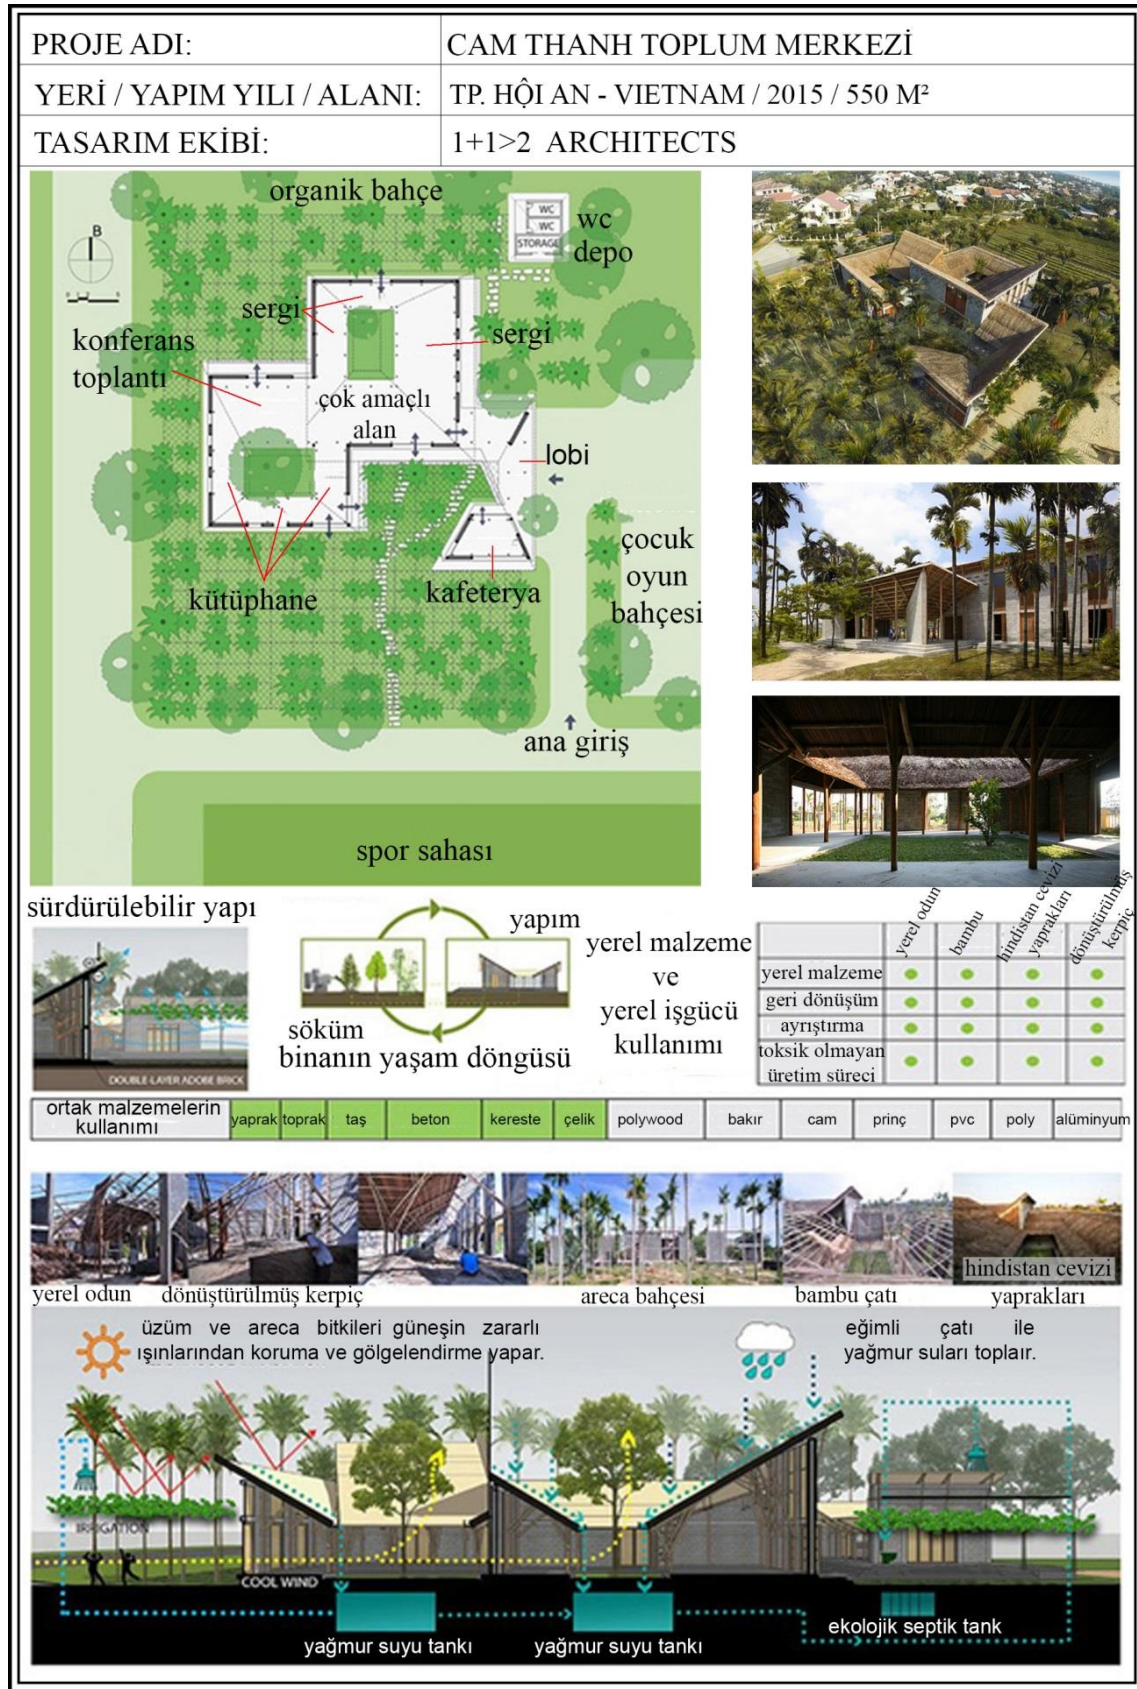 PROJE ADI:
CAM THANH TOPLUM MERKEZİ
YERİ / YAPIM YILI / ALANI:
TP. HỘI AN - VIETNAM / 2015 / 550 M²
TASARIM EKİBİ:
1+1>2 ARCHITECTS
organik bahçe
B
WC
WC
STORAGE
wc
depo
sergi
sergi
konferans
toplantı
çok amaçlı
alan
lobi
çocuk
oyun
bahçesi
kütüphane
kafeterya
ana giriş
spor sahası
sürdürülebilir yapı
DOUBLE-LAYER ADOBE BRICK
yapım
söküm
binanın yaşam döngüsü
yerel malzeme
ve
yerel işgücü
kullanımı
yerel odun
bambu
hindistan cevizi
yaprakları
dönüştürülmüş
kerpiç
yerel malzeme
geri dönüşüm
ayrıştırma
toksik olmayan
üretim süreci
ortak malzemelerin
kullanımı
yaprak
toprak
taş
beton
kereste
çelik
polywood
bakır
cam
prinç
pvc
poly
alüminyum
yerel odun
dönüştürülmüş kerpiç
areca bahçesi
bambu çatı
hindistan cevizi
yaprakları
üzüm ve areca bitkileri güneşin zararlı
ışınlarından koruma ve gölgelendirme yapar.
eğimli çatı ile
yağmur suları toplaır.
IRRIGATION
COOL WIND
yağmur suyu tankı
yağmur suyu tankı
ekolojik septik tank